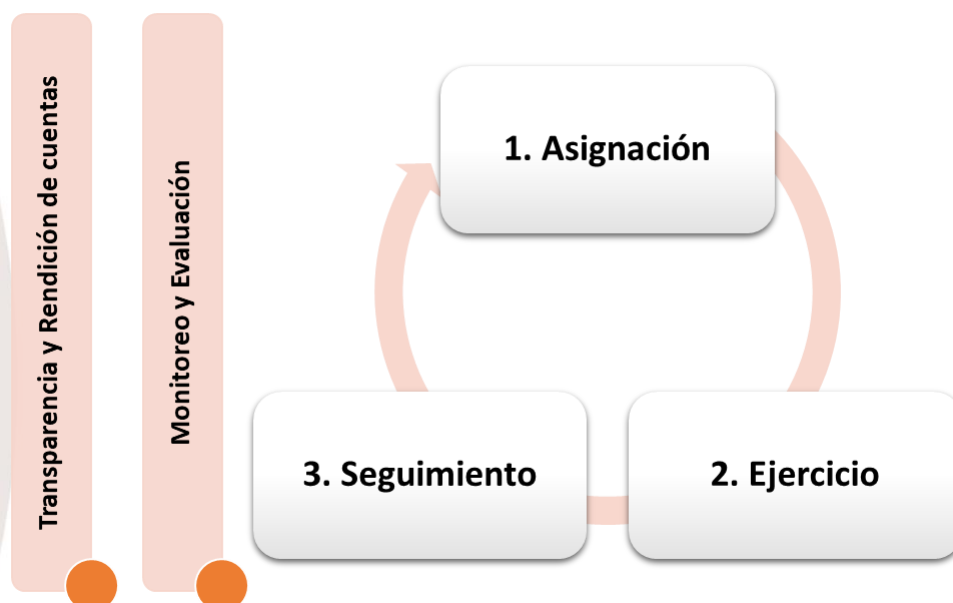 Transparencia y Rendición de cuentas
Monitoreo y Evaluación
1. Asignación
2. Ejercicio
3. Seguimiento